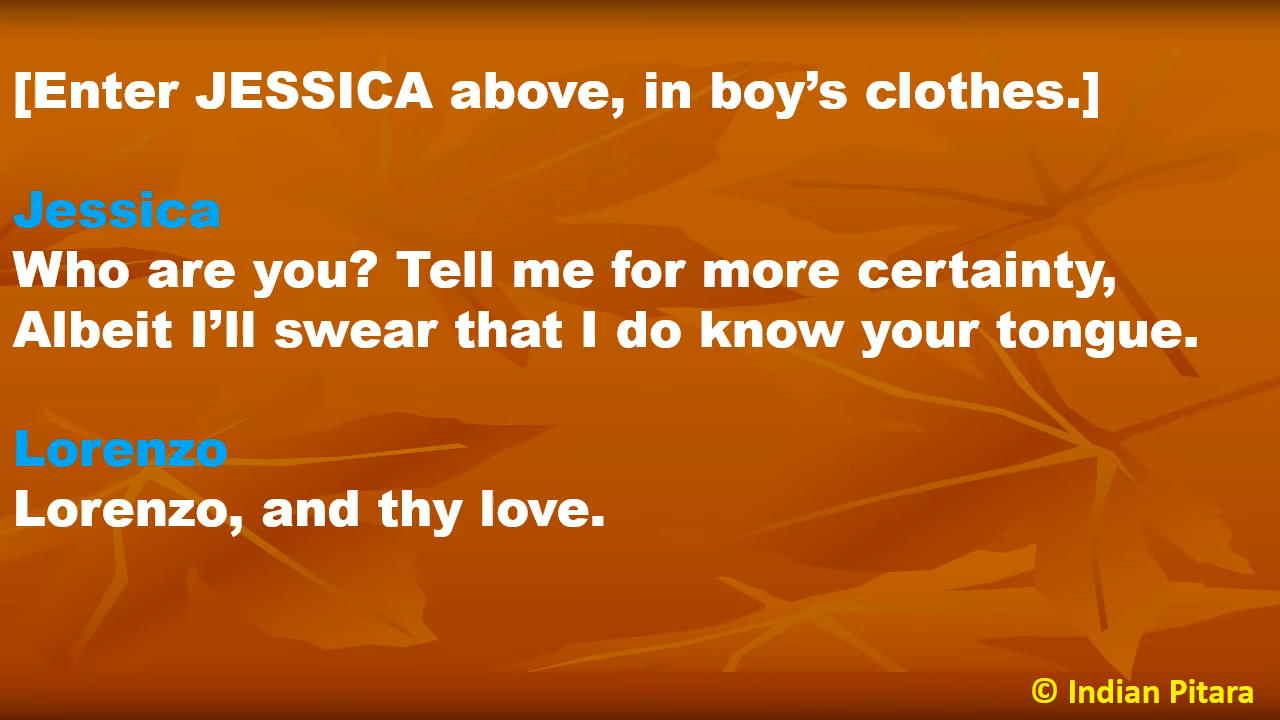 [Enter JESSICA above, in boy’s clothes.]
Jessica
Who are you? Tell me for more certainty,
Albeit I’ll swear that I do know your tongue.
Lorenzo
Lorenzo, and thy love.
© Indian Pitara